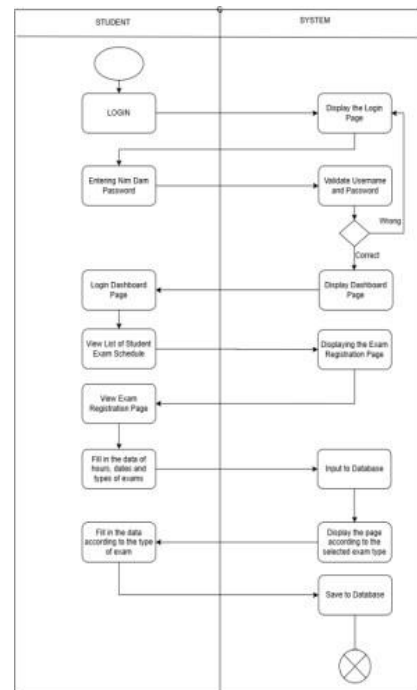 STUDENT
SYSTEM
LOGIN
Display the Login
Page
Entering Nim Dam
Password
Validate Username
and Password
Wrong
Correct
Login Dashboard
Page
Display Dashboard
Page
View List of Student
Exam Schedule
Displaying the Exam
Registration Page
View Exam
Registration Page
Fill in the data of
hours, dates and
types of exams
Input to Database
Fill in the data
according to the type
of exam
Display the page
according to the
selected exam type
Save to Database